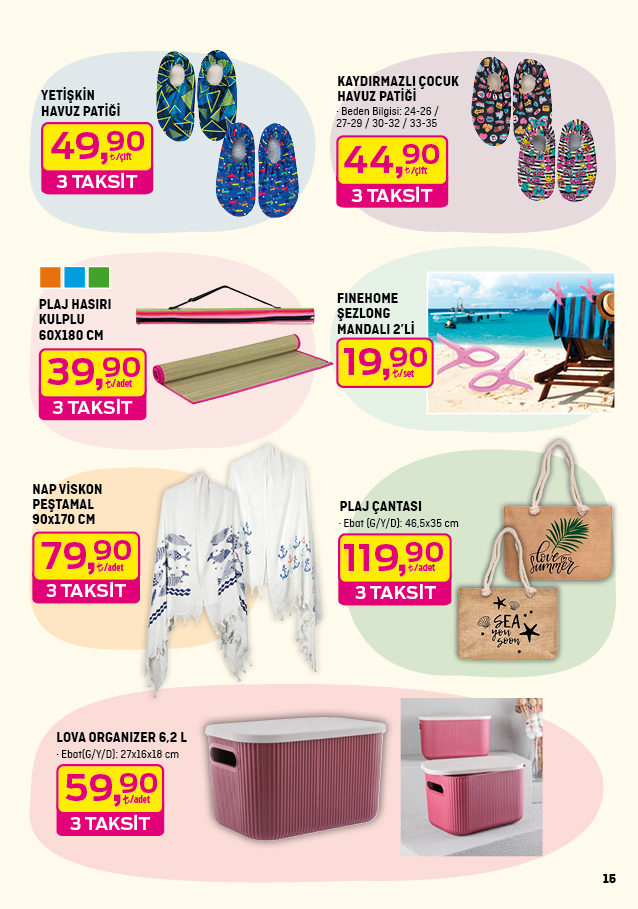 YETİŞKİN
HAVUZ PATİĞİ
49,90
₺/çift
3 TAKSİT
KAYDIRMAZLI ÇOCUK
HAVUZ PATİĞİ
· Beden Bilgisi: 24-26 /
27-29 / 30-32 / 33-35
44,90
₺/çift
3 TAKSİT
PLAJ HASIRI
KULPLU
60X180 CM
39,90
₺/adet
3 TAKSİT
FINEHOME
ŞEZLONG
MANDALI 2’Lİ
19,90
₺/set
NAP VİSKON
PEŞTAMAL
90x170 CM
79,90
₺/adet
3 TAKSİT
PLAJ ÇANTASI
· Ebat (G/Y/D): 46,5x35 cm
119,90
₺/adet
3 TAKSİT
love
summer
SEA
you
soon
LOVA ORGANIZER 6,2 L
· Ebat(G/Y/D): 27x16x18 cm
59,90
₺/adet
3 TAKSİT
15